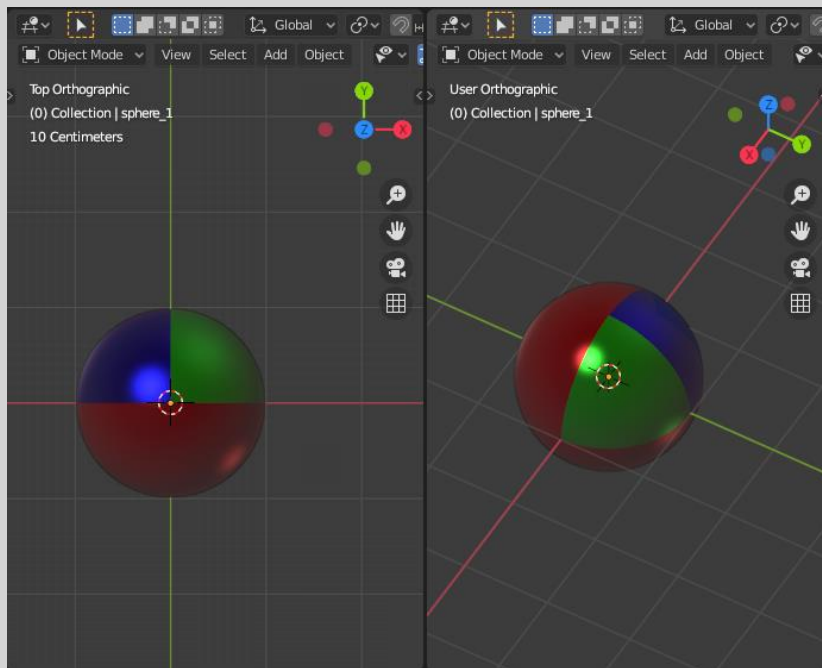 Global
Object Mode View Select Add Object
Top Orthographic
(0) Collection | sphere_1
10 Centimeters
Y
Z X
Global
Object Mode View Select Add Object
User Orthographic
(0) Collection | sphere_1
Z
Y
X